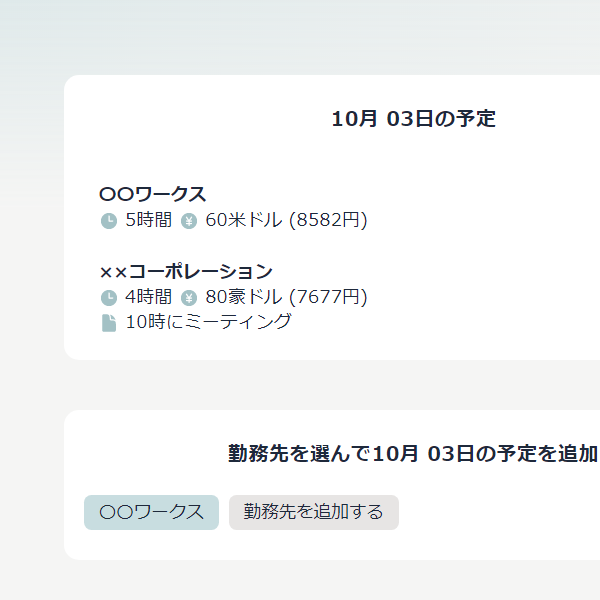 10月 03日の予定
〇〇ワークス
5時間 60米ドル (8582円)
××コーポレーション
4時間 80豪ドル (7677円)
10時にミーティング
勤務先を選んで10月 03日の予定を追加
〇〇ワークス 勤務先を追加する